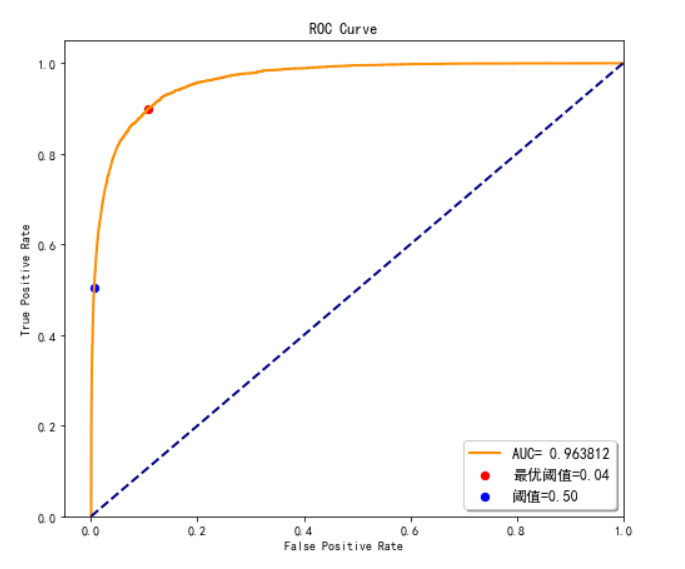 ROC Curve
1.0
0.8
0.6
0.4
0.2
0.0
True Positive Rate
AUC= 0.963812
最优阈值=0.04
阈值=0.50
0.0 0.2 0.4 0.6 0.8 1.0
False Positive Rate